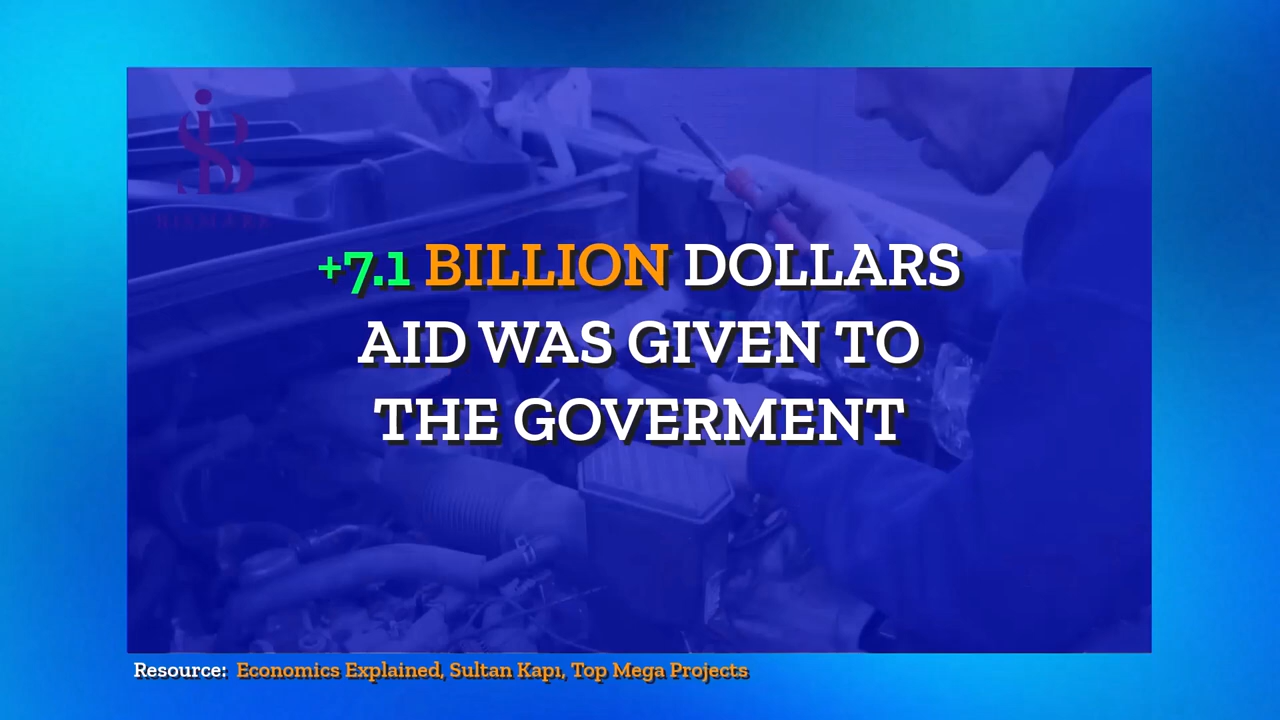 +7.1 BILLION DOLLARS
AID WAS GIVEN TO
THE GOVERMENT
Resource: Economics Explained, Sultan Kapı, Top Mega Projects